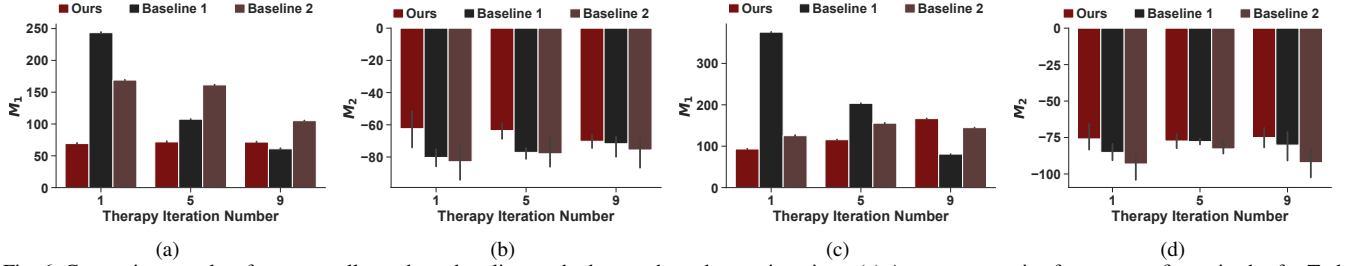 Ours Baseline 1 Baseline 2
M₁
250
200
150
100
50
0
1 5 9
Therapy Iteration Number
(a)
Ours Baseline 1 Baseline 2
M₂
0
−20
−40
−60
−80
1 5 9
Therapy Iteration Number
(b)
Ours Baseline 1 Baseline 2
M₁
300
200
100
0
1 5 9
Therapy Iteration Number
(c)
Ours Baseline 1 Baseline 2
M₂
0
−25
−50
−75
−100
1 5 9
Therapy Iteration Number
(d)